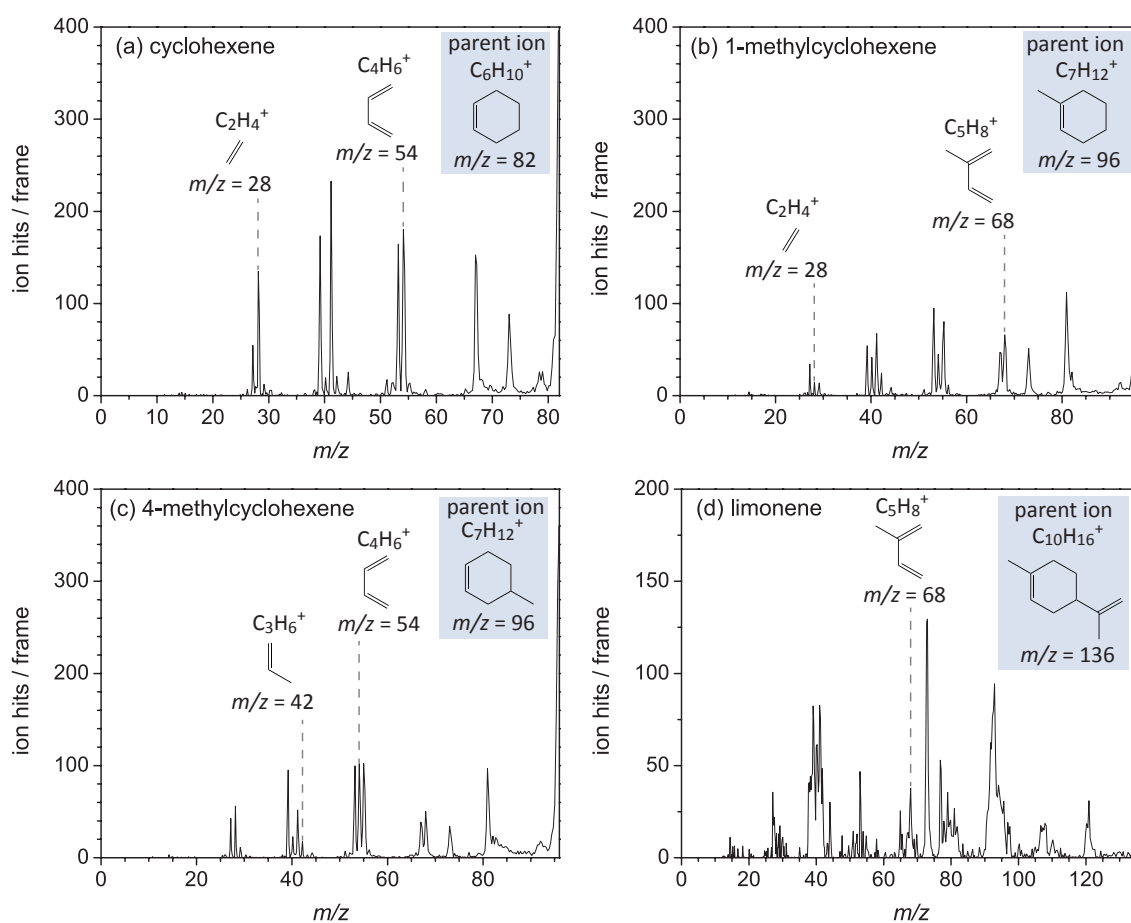 (a) cyclohexene
parent ion
C₆H₁₀⁺
m/z = 82
C₄H₆⁺
m/z = 54
C₂H₄⁺
m/z = 28
ion hits / frame
400
300
200
100
0
0 10 20 30 40 50 60 70 80
m/z
(b) 1-methylcyclohexene
parent ion
C₇H₁₂⁺
m/z = 96
C₅H₈⁺
m/z = 68
C₂H₄⁺
m/z = 28
ion hits / frame
400
300
200
100
0
0 20 40 60 80
m/z
(c) 4-methylcyclohexene
parent ion
C₇H₁₂⁺
m/z = 96
C₄H₆⁺
m/z = 54
C₃H₆⁺
m/z = 42
ion hits / frame
400
300
200
100
0
0 20 40 60 80
m/z
(d) limonene
parent ion
C₁₀H₁₆⁺
m/z = 136
C₅H₈⁺
m/z = 68
ion hits / frame
200
150
100
50
0
0 20 40 60 80 100 120
m/z